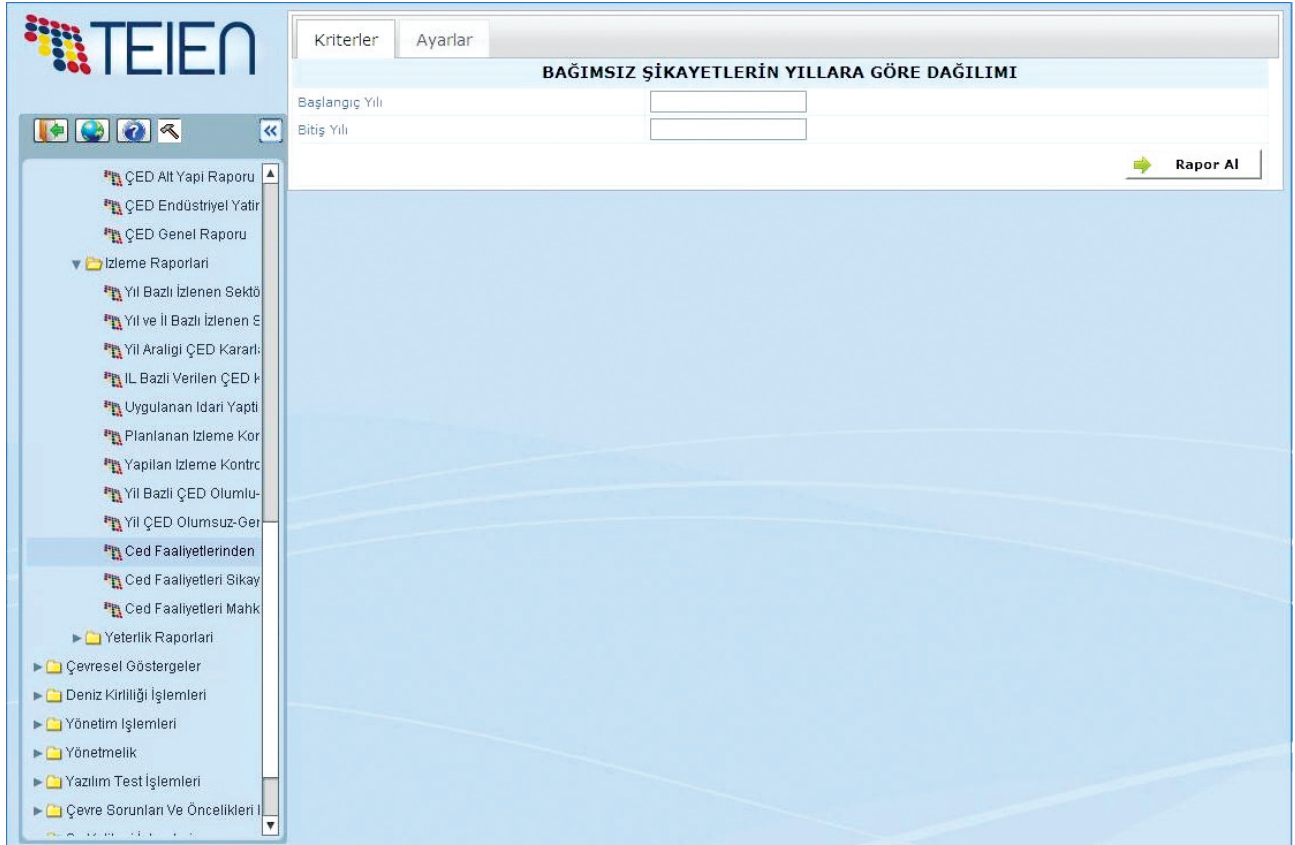 TEIEN
Kriterler
Ayarlar
BAĞIMSIZ ŞİKAYETLERİN YILLARA GÖRE DAĞILIMI
Başlangıç Yılı
Bitiş Yılı
Rapor Al
ÇED Alt Yapi Raporu
ÇED Endüstriyel Yatir
ÇED Genel Raporu
Izleme Raporlari
Yıl Bazlı İzlenen Sektö
Yıl ve İl Bazlı İzlenen S
Yil Araligi ÇED Kararl
IL Bazli Verilen ÇED
Uygulanan Idari Yapti
Planlanan Izleme Kor
Yapilan Izleme Kontro
Yil Bazli ÇED Olumlu-
Yil ÇED Olumsuz-Ger
Ced Faaliyetlerinden
Ced Faaliyetleri Sikay
Ced Faaliyetleri Mahk
Yeterlik Raporlari
Çevresel Göstergeler
Deniz Kirliliği İşlemleri
Yönetim Işlemleri
Yönetmelik
Yazılım Test İşlemleri
Çevre Sorunları Ve Öncelikleri